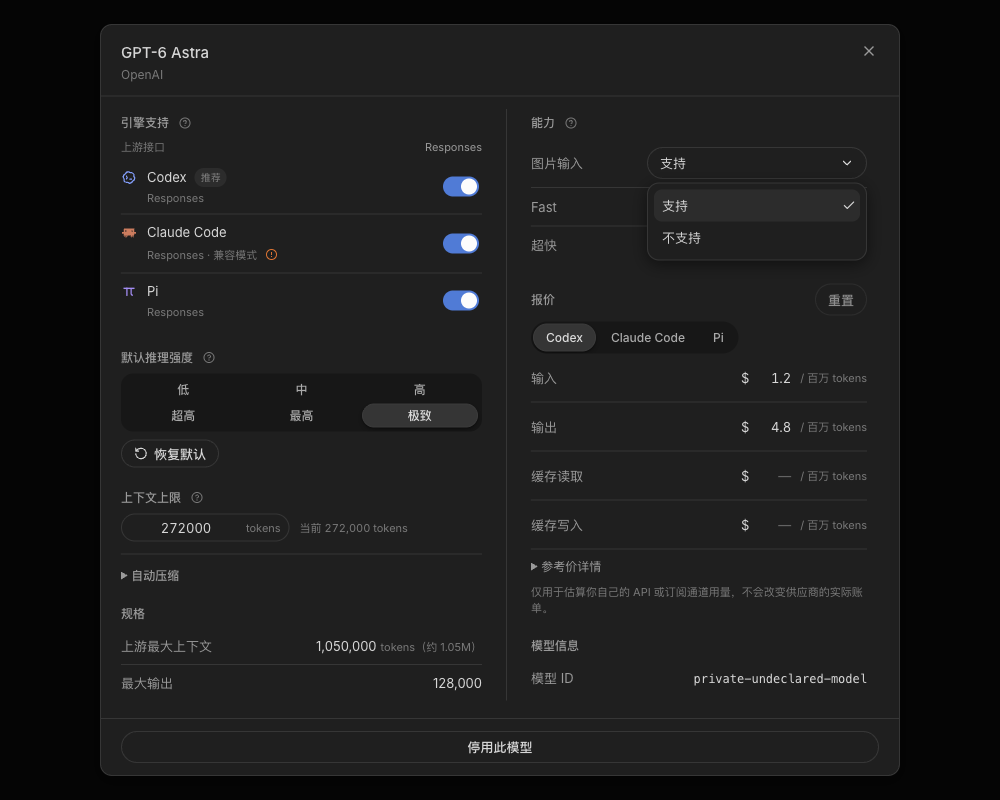 GPT-6 Astra
OpenAI
引擎支持
上游接口 Responses
Codex 推荐
Responses
Claude Code
Responses · 兼容模式
Pi
Responses
默认推理强度
低 中 高
超高 最高 极致
恢复默认
上下文上限
272000 tokens 当前 272,000 tokens
自动压缩
规格
上游最大上下文 1,050,000 tokens（约 1.05M）
最大输出 128,000
能力
图片输入 支持
支持
不支持
Fast
超快
报价 重置
Codex Claude Code Pi
输入 $ 1.2 / 百万 tokens
输出 $ 4.8 / 百万 tokens
缓存读取 $ — / 百万 tokens
缓存写入 $ — / 百万 tokens
参考价详情
仅用于估算你自己的 API 或订阅通道用量，不会改变供应商的实际账
单。
模型信息
模型 ID private-undeclared-model
停用此模型